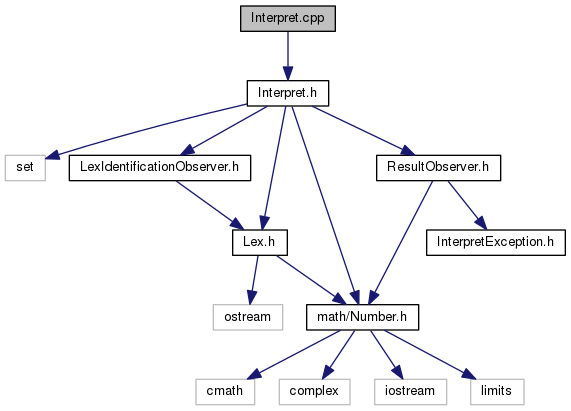 Interpret.cpp
Interpret.h
set
LexIdentificationObserver.h
ResultObserver.h
Lex.h
InterpretException.h
ostream
math/Number.h
cmath
complex
iostream
limits